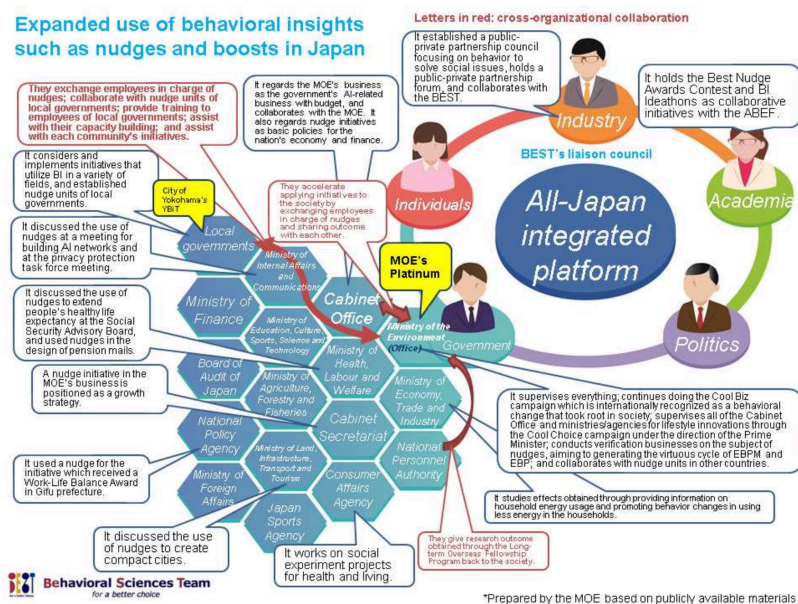 Expanded use of behavioral insights
such as nudges and boosts in Japan
Letters in red: cross-organizational collaboration
They exchange employees in charge of
nudges; collaborate with nudge units of
local governments; provide training to
employees of local governments; assist
with their capacity building; and assist
with each community's initiatives.
It regards the MOE's business
as the government's AI-related
business with budget, and
collaborates with the MOE. It
also regards nudge initiatives
as basic policies for the
nation's economy and finance.
It established a public-
private partnership council
focusing on behavior to
solve social issues, holds a
public-private partnership
forum, and collaborates with
the BEST.
It holds the Best Nudge
Awards Contest and BI
Ideathons as collaborative
initiatives with the ABEF.
Industry
BEST's liaison council
Individuals
Academia
All-Japan
integrated
platform
Government
Politics
It considers and
implements initiatives that
utilize BI in a variety of
fields, and established
nudge units of local
governments.
City of
Yokohama's
YBiT
They accelerate
applying initiatives to
the society by
exchanging employees
in charge of nudges
and sharing outcome
with each other.
MOE's
Platinum
It discussed the use of
nudges at a meeting for
building AI networks and
at the privacy protection
task force meeting.
It discussed the use of
nudges to extend
people's healthy life
expectancy at the Social
Security Advisory Board,
and used nudges in the
design of pension mails.
A nudge initiative in the
MOE's business is
positioned as a growth
strategy.
It used a nudge for the
initiative which received a
Work-Life Balance Award
in Gifu prefecture.
It discussed the use
of nudges to create
compact cities.
Local
governments
Ministry of
Internal Affairs
and
Communications
Cabinet
Office
Ministry of the
Environment
(Office)
Ministry of
Finance
Ministry of
Education, Culture
Sports, Science and
Technology
Ministry of
Health,
Labour and
Welfare
Ministry of
Economy,
Trade and
Industry
Board of
Audit of
Japan
Ministry of
Agriculture,
Forestry and
Fisheries
Cabinet
Secretariat
National
Personnel
Authority
National
Policy
Agency
Ministry of Land,
Infrastructure,
Transport and
Tourism
Consumer
Affairs
Agency
Ministry of
Foreign
Affairs
Japan
Sports
Agency
It supervises everything; continues doing the Cool Biz
campaign which is internationally recognized as a behavioral
change that took root in society; supervises all of the Cabinet
Office and ministries/agencies for lifestyle innovations through
the Cool Choice campaign under the direction of the Prime
Minister; conducts verification businesses on the subject of
nudges, aiming to generating the virtuous cycle of EBPM and
EBP; and collaborates with nudge units in other countries.
It studies effects obtained through providing information on
household energy usage and promoting behavior changes in using
less energy in the households.
They give research outcome
obtained through the Long-
term Overseas Fellowship
Program back to the society.
It works on social
experiment projects
for health and living.
BEST
Behavioral Sciences Team
for a better choice
*Prepared by the MOE based on publicly available materials